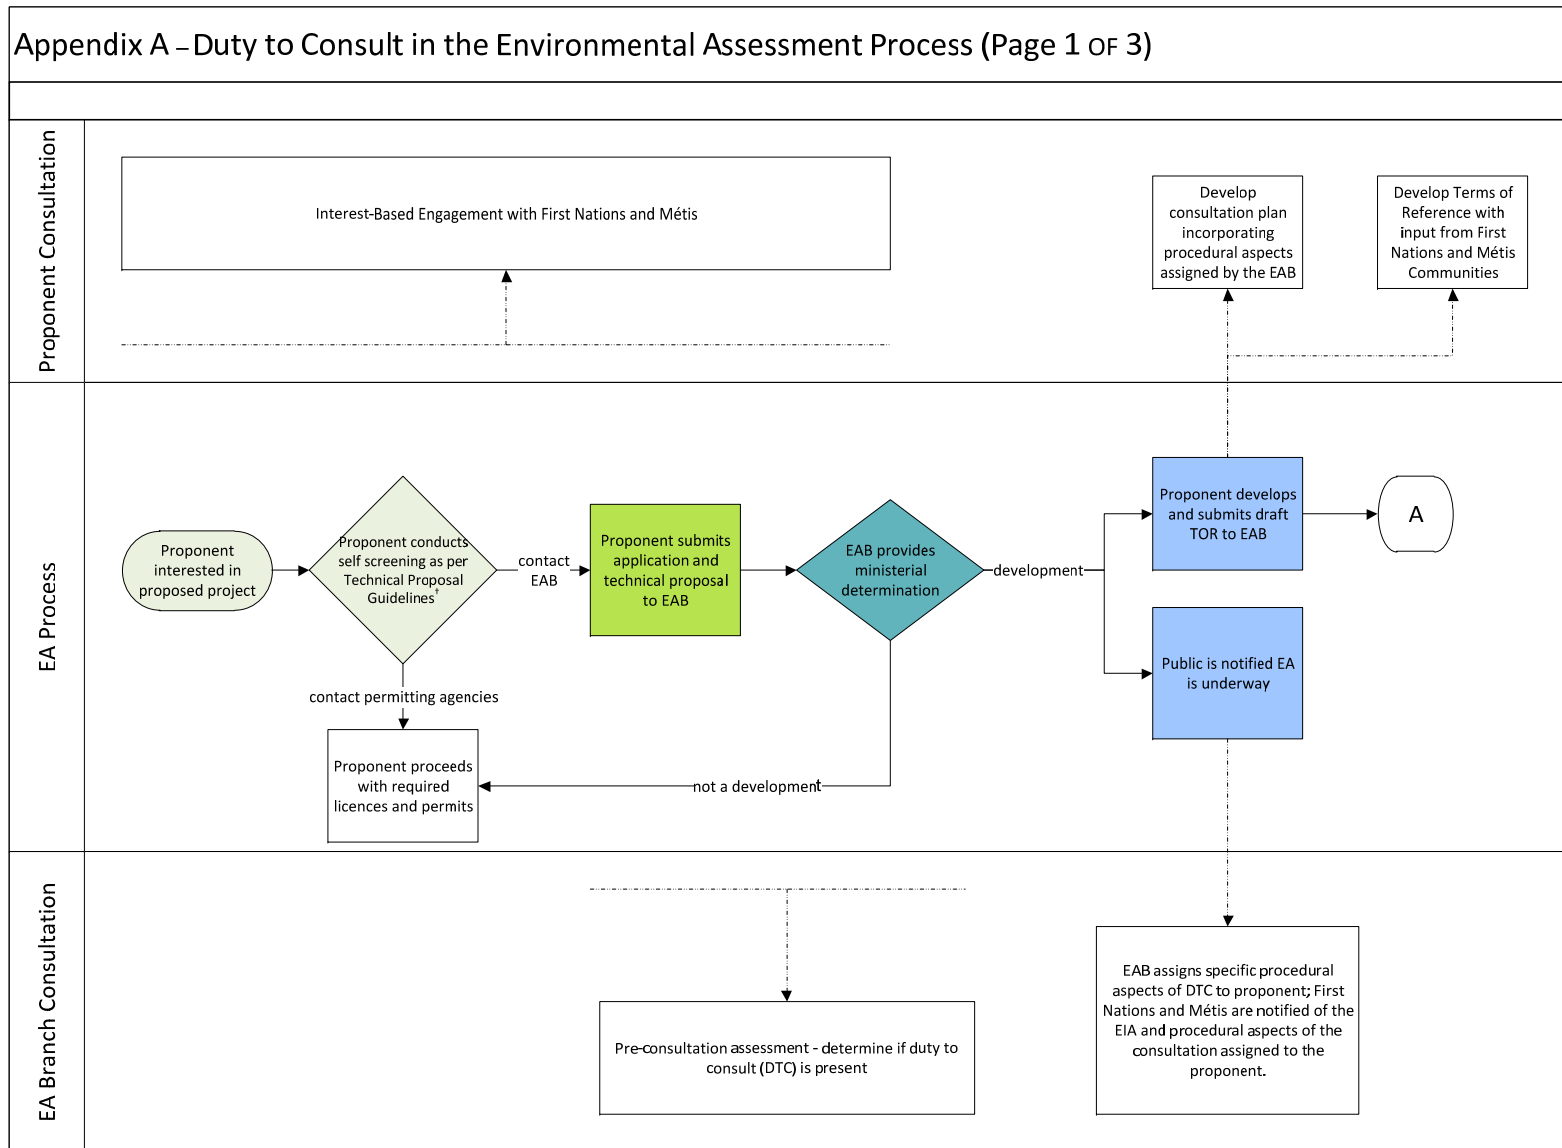 Appendix A – Duty to Consult in the Environmental Assessment Process (Page 1 OF 3)
Proponent Consultation
Interest-Based Engagement with First Nations and Métis
Develop
consultation plan
incorporating
procedural aspects
assigned by the EAB
Develop Terms of
Reference with
input from First
Nations and Métis
Communities
EA Process
Proponent
interested in
proposed project
Proponent conducts
self screening as per
Technical Proposal
Guidelines†
contact
EAB
Proponent submits
application and
technical proposal
to EAB
EAB provides
ministerial
determination
development
Proponent develops
and submits draft
TOR to EAB
A
Public is notified EA
is underway
contact permitting agencies
Proponent proceeds
with required
licences and permits
not a development
EA Branch Consultation
Pre-consultation assessment - determine if duty to
consult (DTC) is present
EAB assigns specific procedural
aspects of DTC to proponent; First
Nations and Métis are notified of the
EIA and procedural aspects of the
consultation assigned to the
proponent.